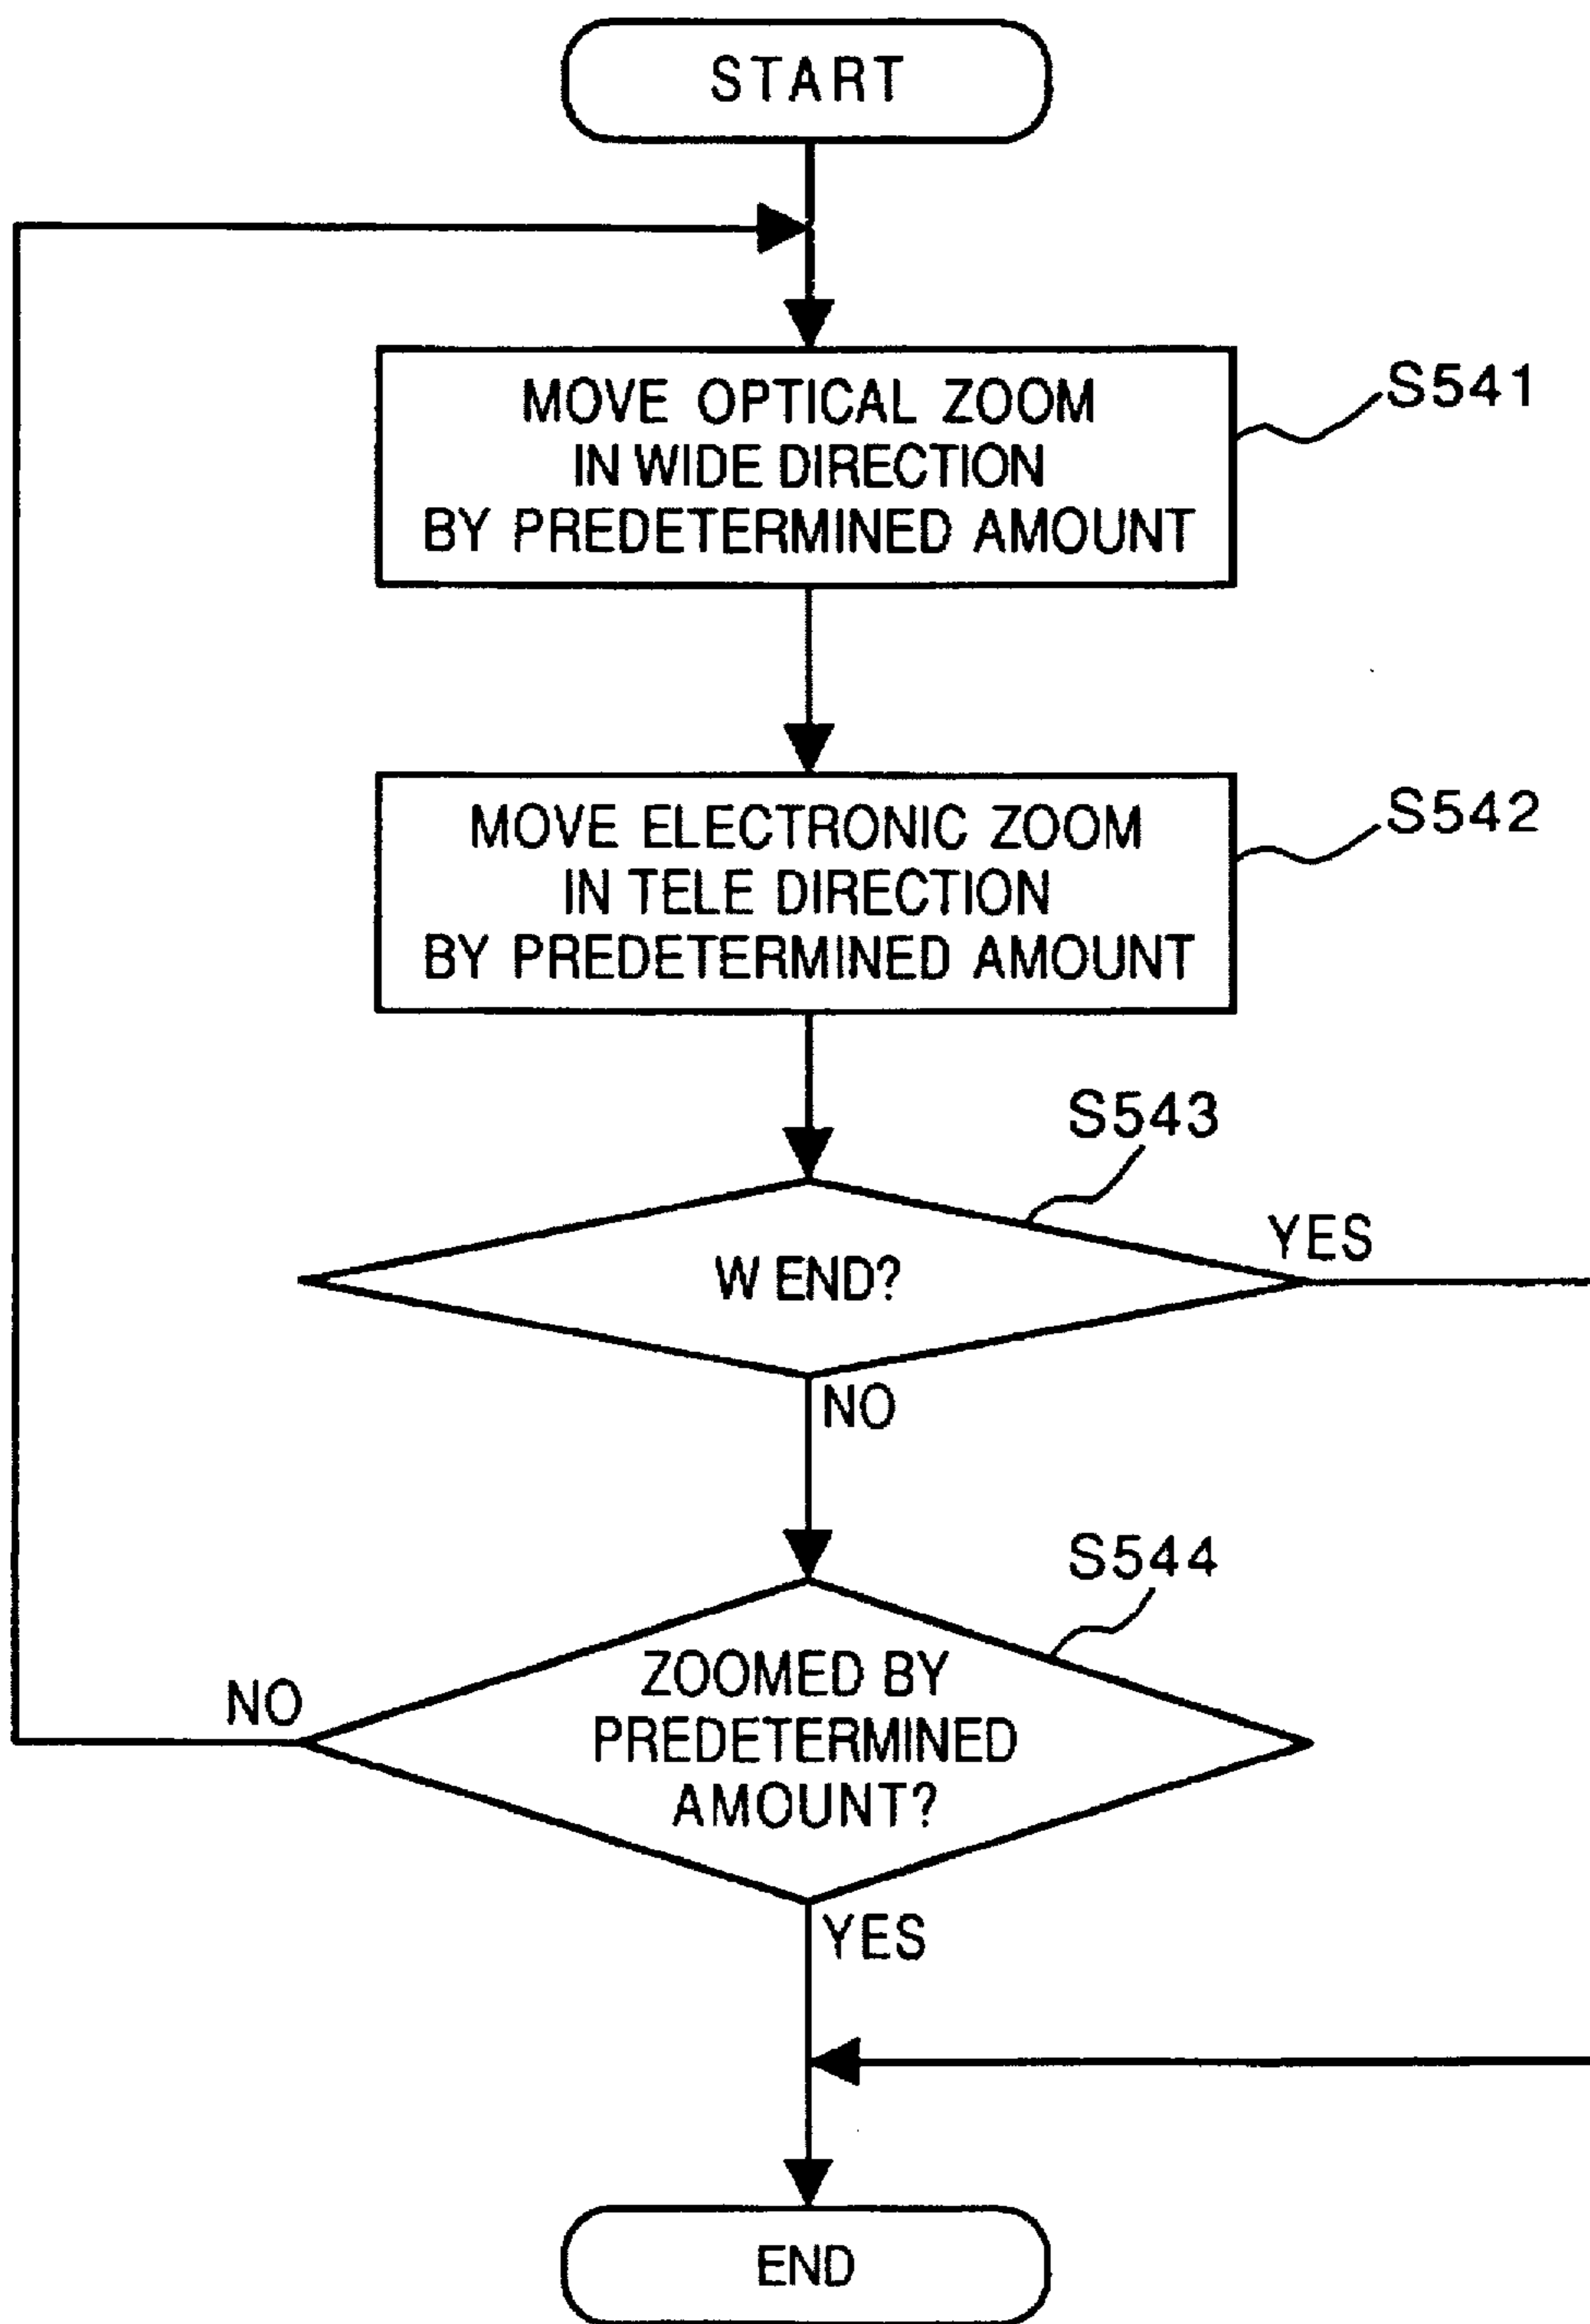 START
MOVE OPTICAL ZOOM
IN WIDE DIRECTION
BY PREDETERMINED AMOUNT
S541
MOVE ELECTRONIC ZOOM
IN TELE DIRECTION
BY PREDETERMINED AMOUNT
S542
S543
W END?
YES
NO
S544
ZOOMED BY
PREDETERMINED
AMOUNT?
NO
YES
END